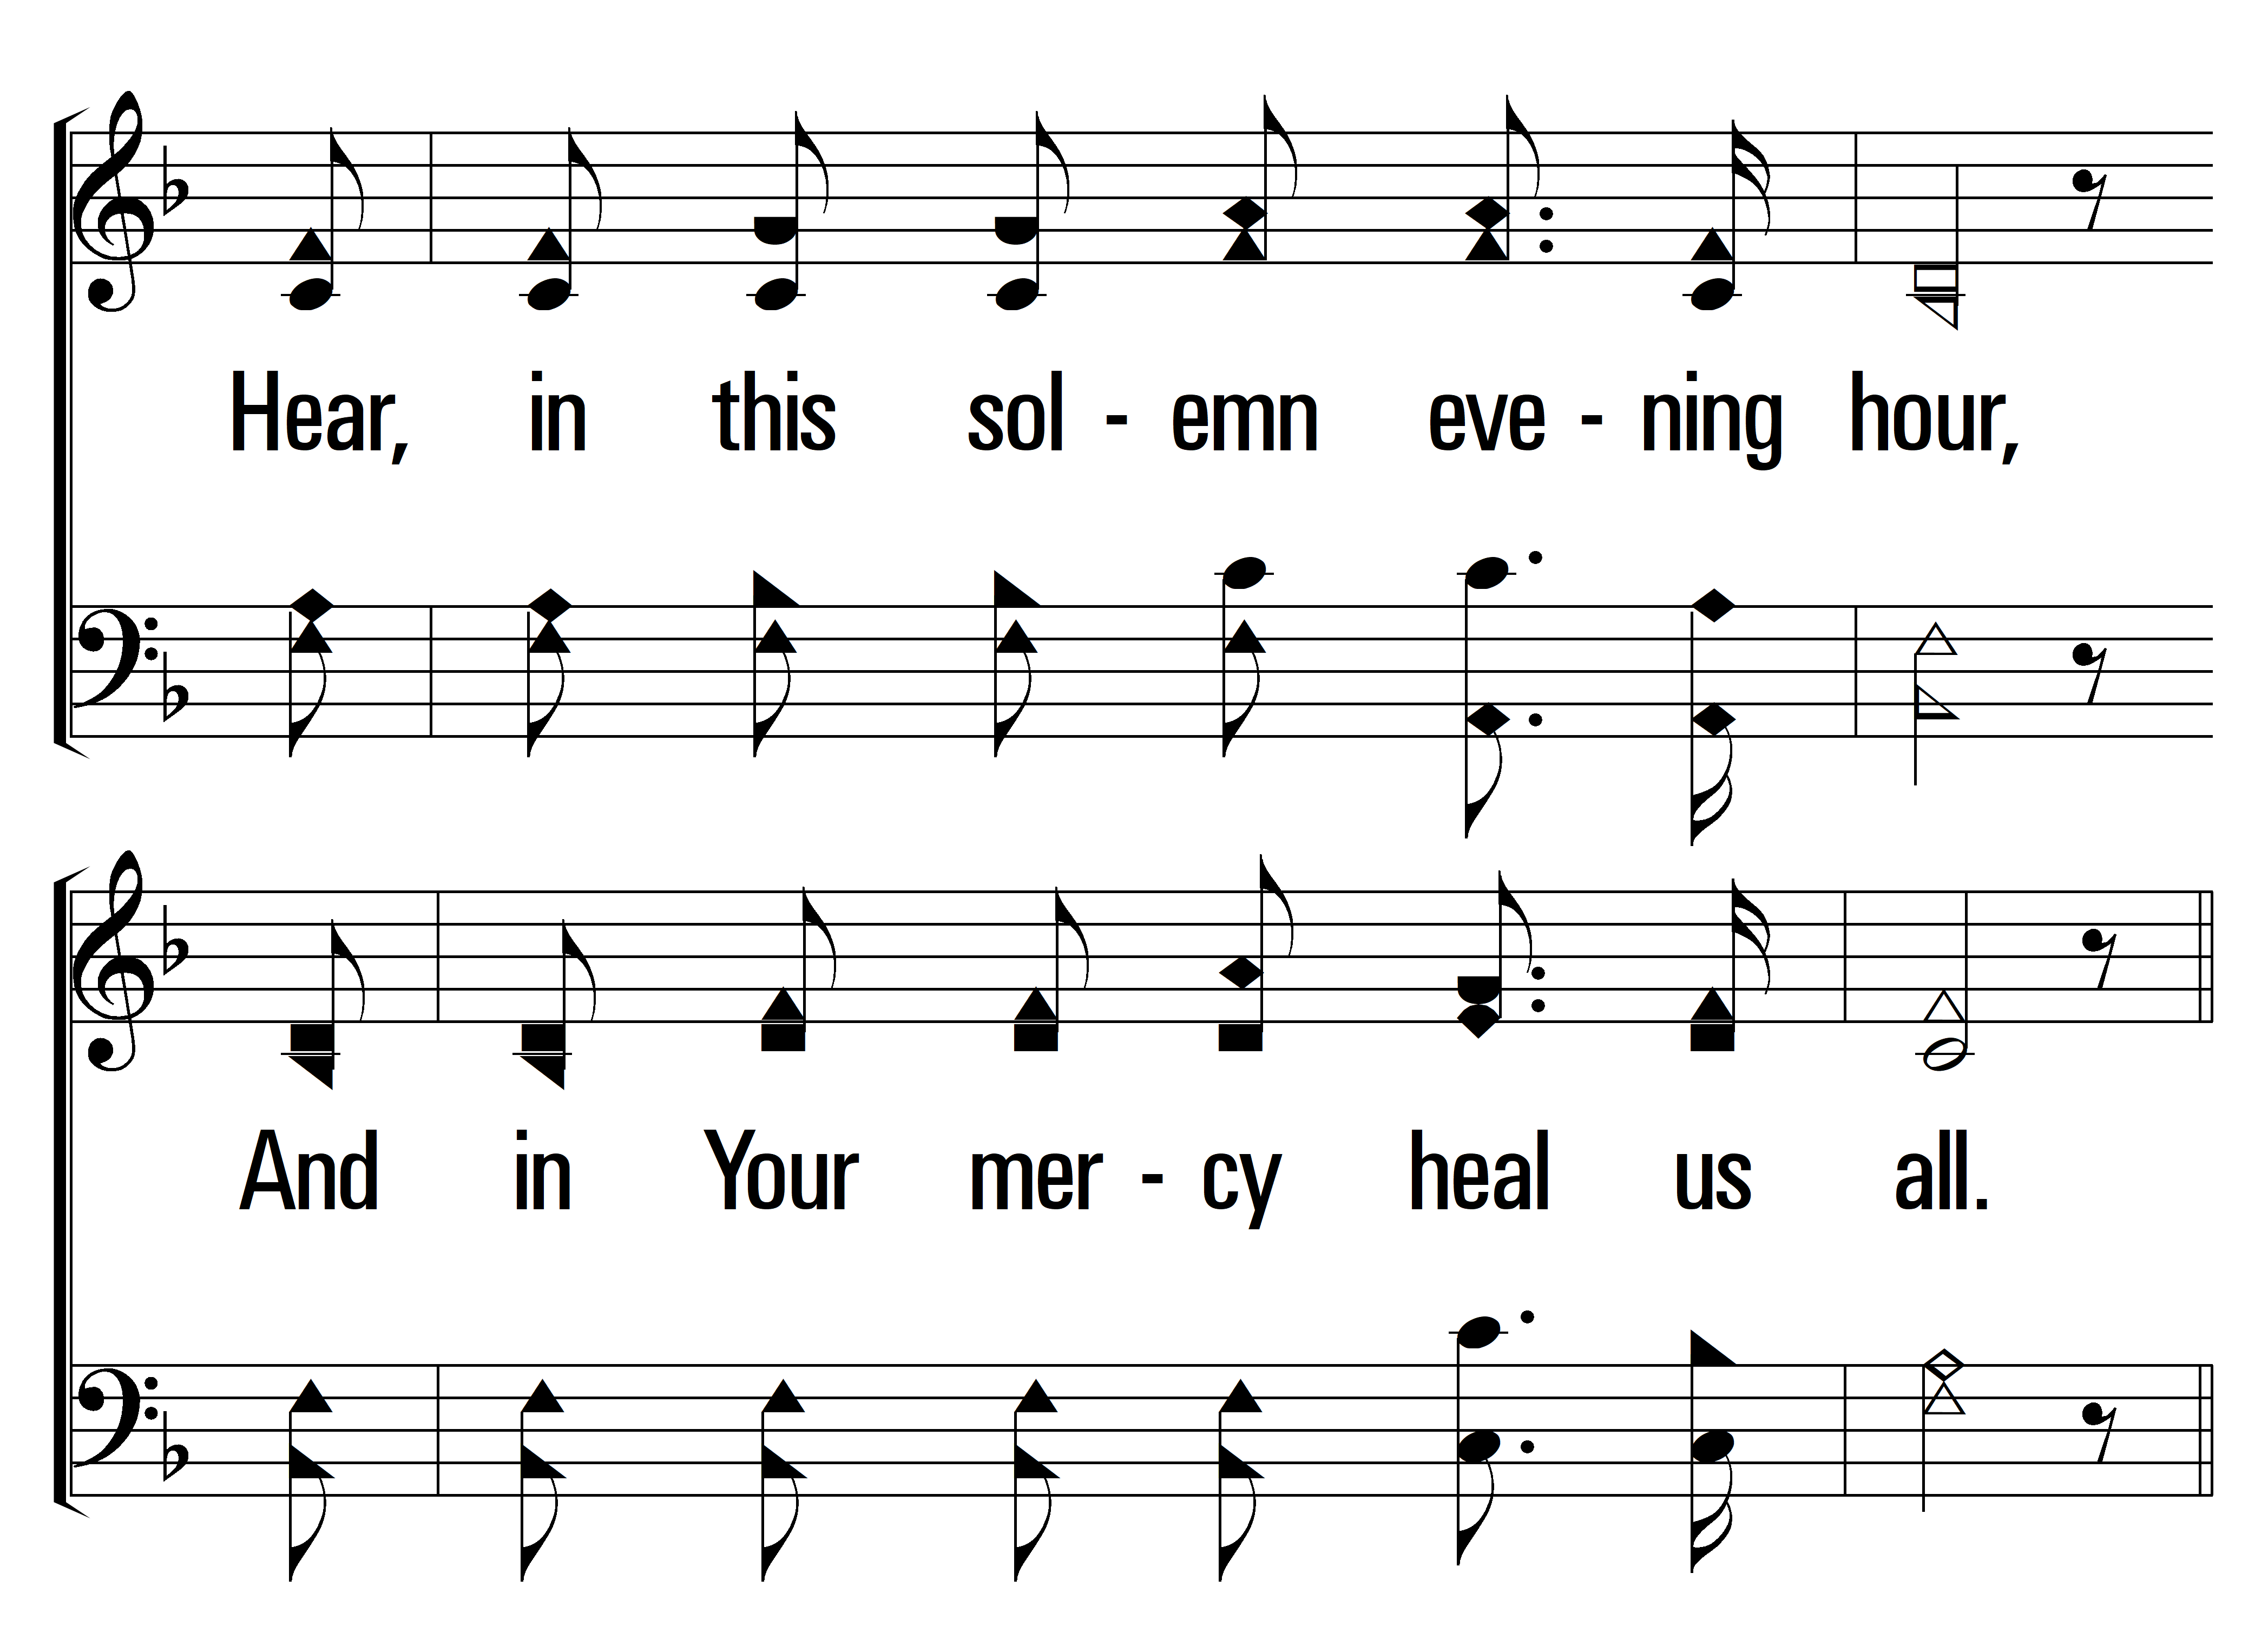 Hear, in this sol - emn eve - ning hour,
And in Your mer - cy heal us all.